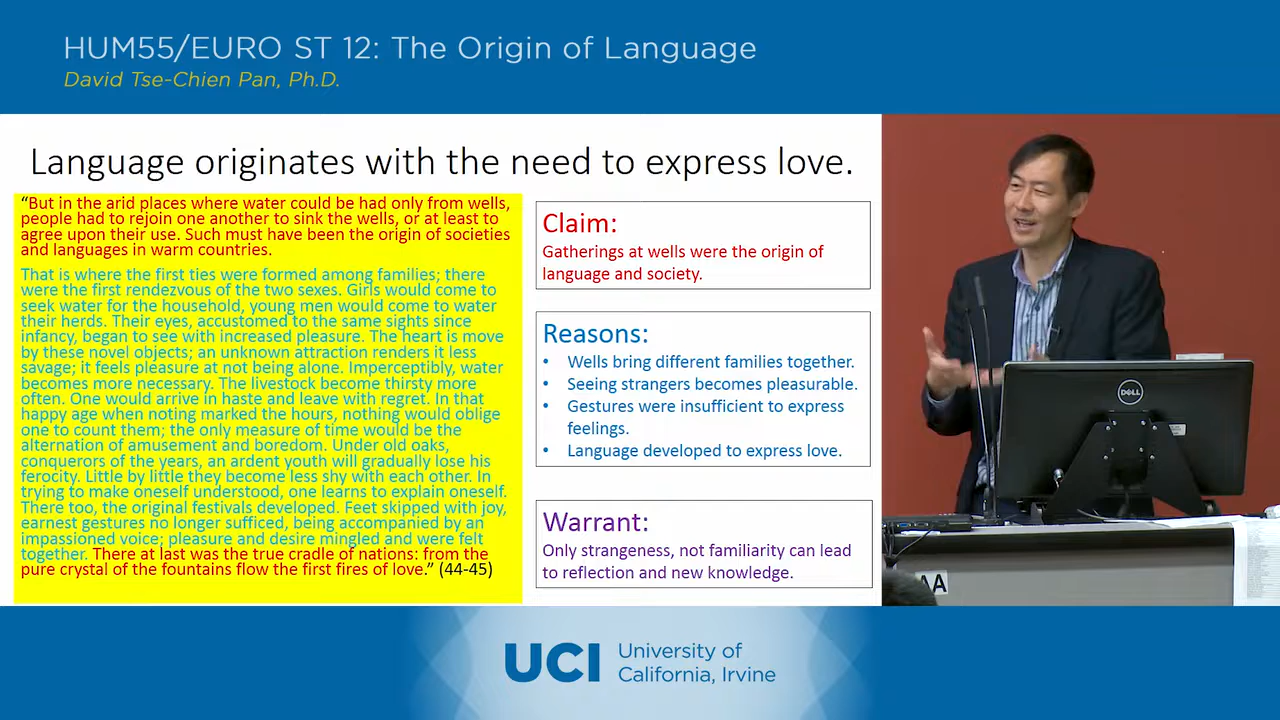 HUM55/EURO ST 12: The Origin of Language
David Tse-Chien Pan, Ph.D.
Language originates with the need to express love.
“But in the arid places where water could be had only from wells,
people had to rejoin one another to sink the wells, or at least to
agree upon their use. Such must have been the origin of societies
and languages in warm countries.
That is where the first ties were formed among families; there
were the first rendezvous of the two sexes. Girls would come to
seek water for the household, young men would come to water
their herds. Their eyes, accustomed to the same sights since
infancy, began to see with increased pleasure. The heart is move
by these novel objects; an unknown attraction renders it less
savage; it feels pleasure at not being alone. Imperceptibly, water
becomes more necessary. The livestock become thirsty more
often. One would arrive in haste and leave with regret. In that
happy age when noting marked the hours, nothing would oblige
one to count them; the only measure of time would be the
alternation of amusement and boredom. Under old oaks,
conquerors of the years, an ardent youth will gradually lose his
ferocity. Little by little they become less shy with each other. In
trying to make oneself understood, one learns to explain oneself.
There too, the original festivals developed. Feet skipped with joy,
earnest gestures no longer sufficed, being accompanied by an
impassioned voice; pleasure and desire mingled and were felt
together. There at last was the true cradle of nations: from the
pure crystal of the fountains flow the first fires of love.” (44-45)
Claim:
Gatherings at wells were the origin of
language and society.
Reasons:
• Wells bring different families together.
• Seeing strangers becomes pleasurable.
• Gestures were insufficient to express
feelings.
• Language developed to express love.
Warrant:
Only strangeness, not familiarity can lead
to reflection and new knowledge.
DELL
AA
UCI
University of
California, Irvine